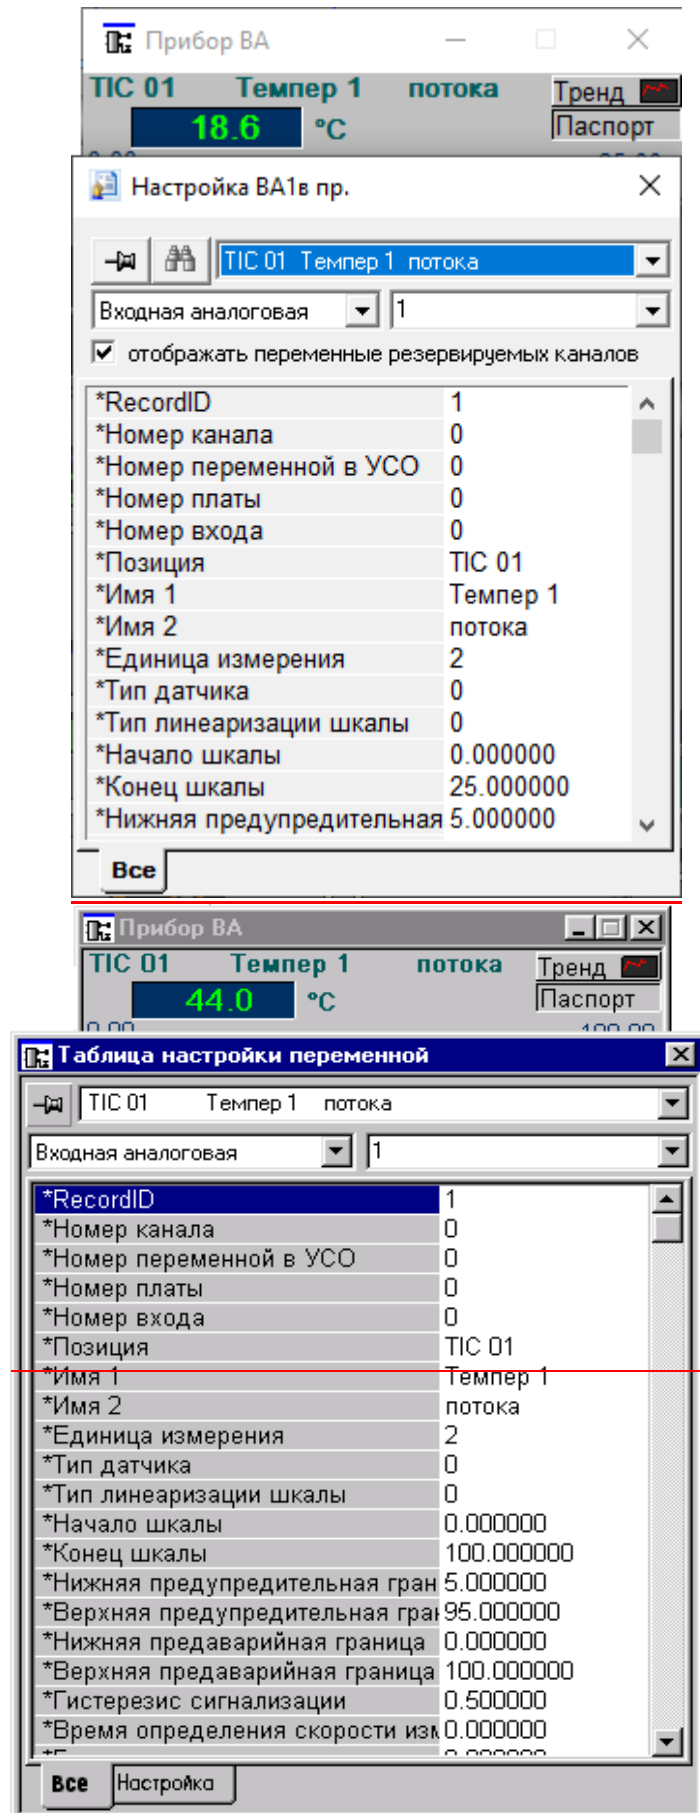 Прибор ВА
TIC 01 Темпер 1 потока Тренд
18.6 °C Паспорт
Настройка ВА1в пр.
TIC 01 Темпер 1 потока
Входная аналоговая 1
отображать переменные резервируемых каналов
*RecordID 1
*Номер канала 0
*Номер переменной в УСО 0
*Номер платы 0
*Номер входа 0
*Позиция TIC 01
*Имя 1 Темпер 1
*Имя 2 потока
*Единица измерения 2
*Тип датчика 0
*Тип линеаризации шкалы 0
*Начало шкалы 0.000000
*Конец шкалы 25.000000
*Нижняя предупредительная 5.000000
Все
Прибор ВА
TIC 01 Темпер 1 потока Тренд
44.0 °C Паспорт
0.00 100.00
Таблица настройки переменной
TIC 01 Темпер 1 потока
Входная аналоговая 1
*RecordID 1
*Номер канала 0
*Номер переменной в УСО 0
*Номер платы 0
*Номер входа 0
*Позиция TIC 01
*Имя 1 Темпер 1
*Имя 2 потока
*Единица измерения 2
*Тип датчика 0
*Тип линеаризации шкалы 0
*Начало шкалы 0.000000
*Конец шкалы 100.000000
*Нижняя предупредительная гран 5.000000
*Верхняя предупредительная гран 95.000000
*Нижняя предаварийная граница 0.000000
*Верхняя предаварийная граница 100.000000
*Гистерезис сигнализации 0.500000
*Время определения скорости изм 0.000000
Все Настройка